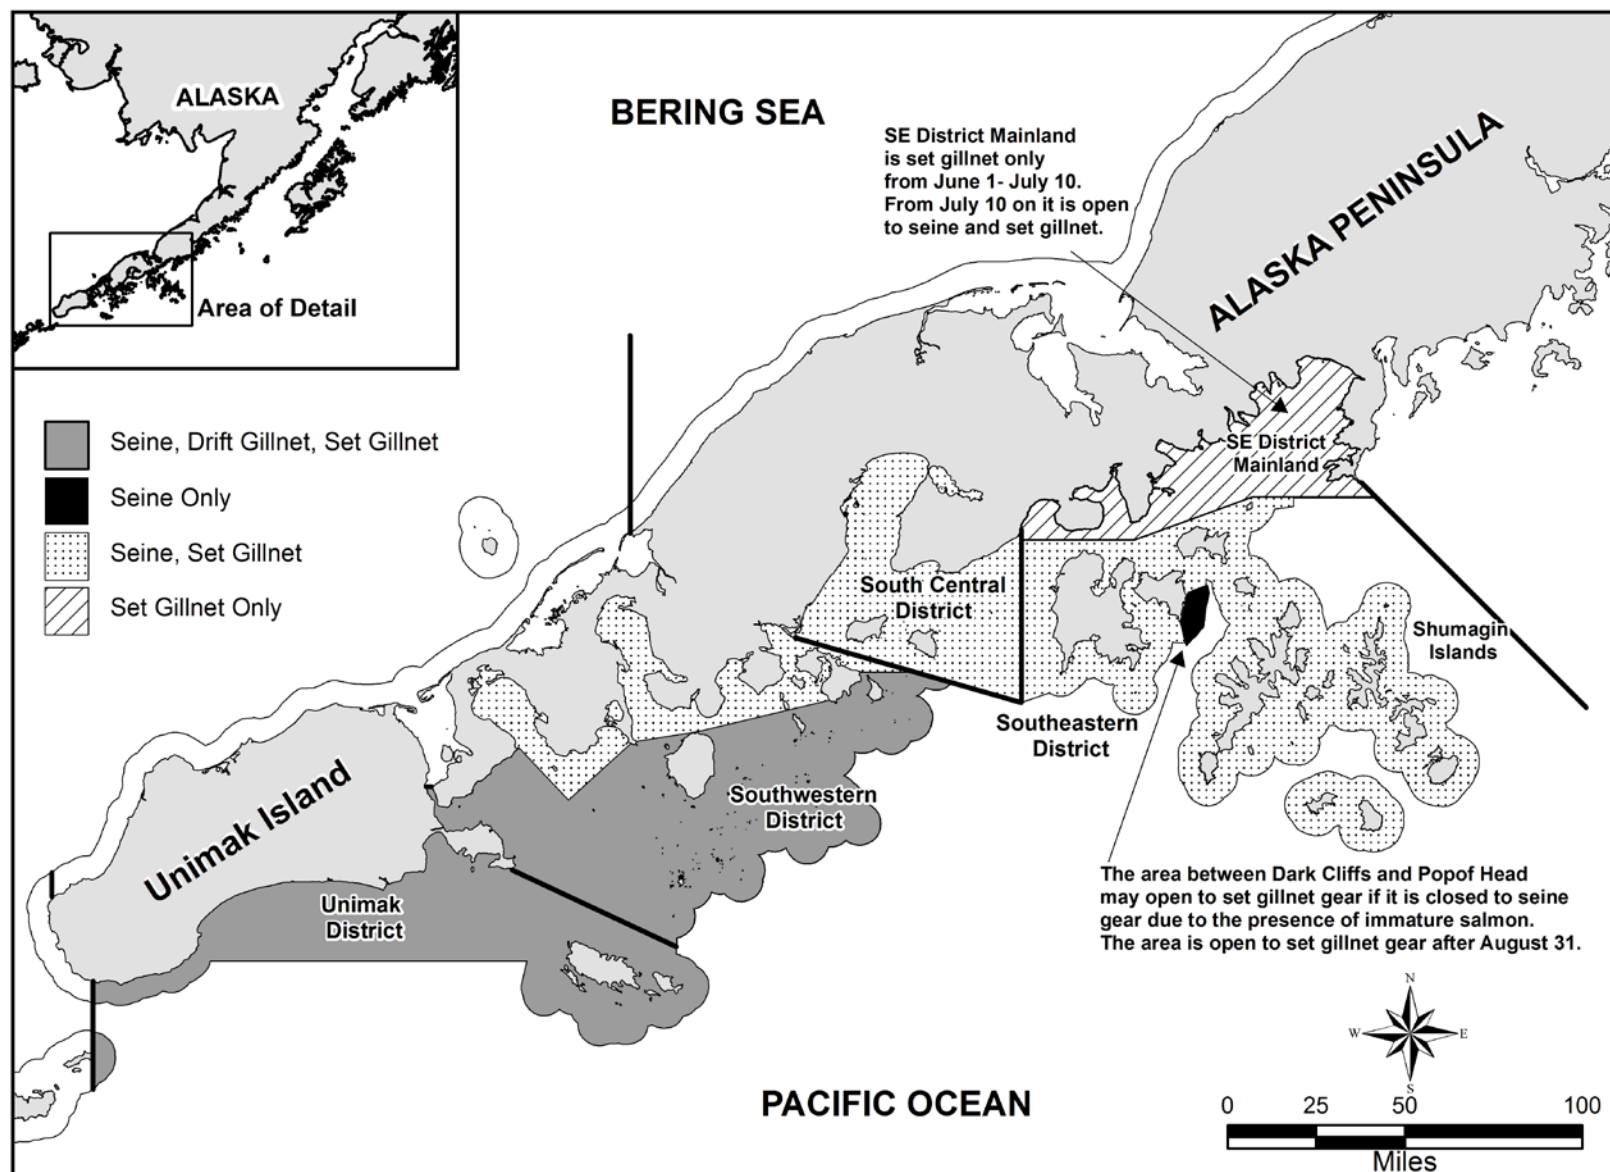 ALASKA
Area of Detail
BERING SEA
SE District Mainland
is set gillnet only
from June 1- July 10.
From July 10 on it is open
to seine and set gillnet.
ALASKA PENINSULA
Seine, Drift Gillnet, Set Gillnet
Seine Only
Seine, Set Gillnet
Set Gillnet Only
SE District
Mainland
South Central
District
Shumagin
Islands
Southeastern
District
Southwestern
District
Unimak Island
Unimak
District
The area between Dark Cliffs and Popof Head
may open to set gillnet gear if it is closed to seine
gear due to the presence of immature salmon.
The area is open to set gillnet gear after August 31.
N
W E
S
PACIFIC OCEAN
0 25 50 100
Miles